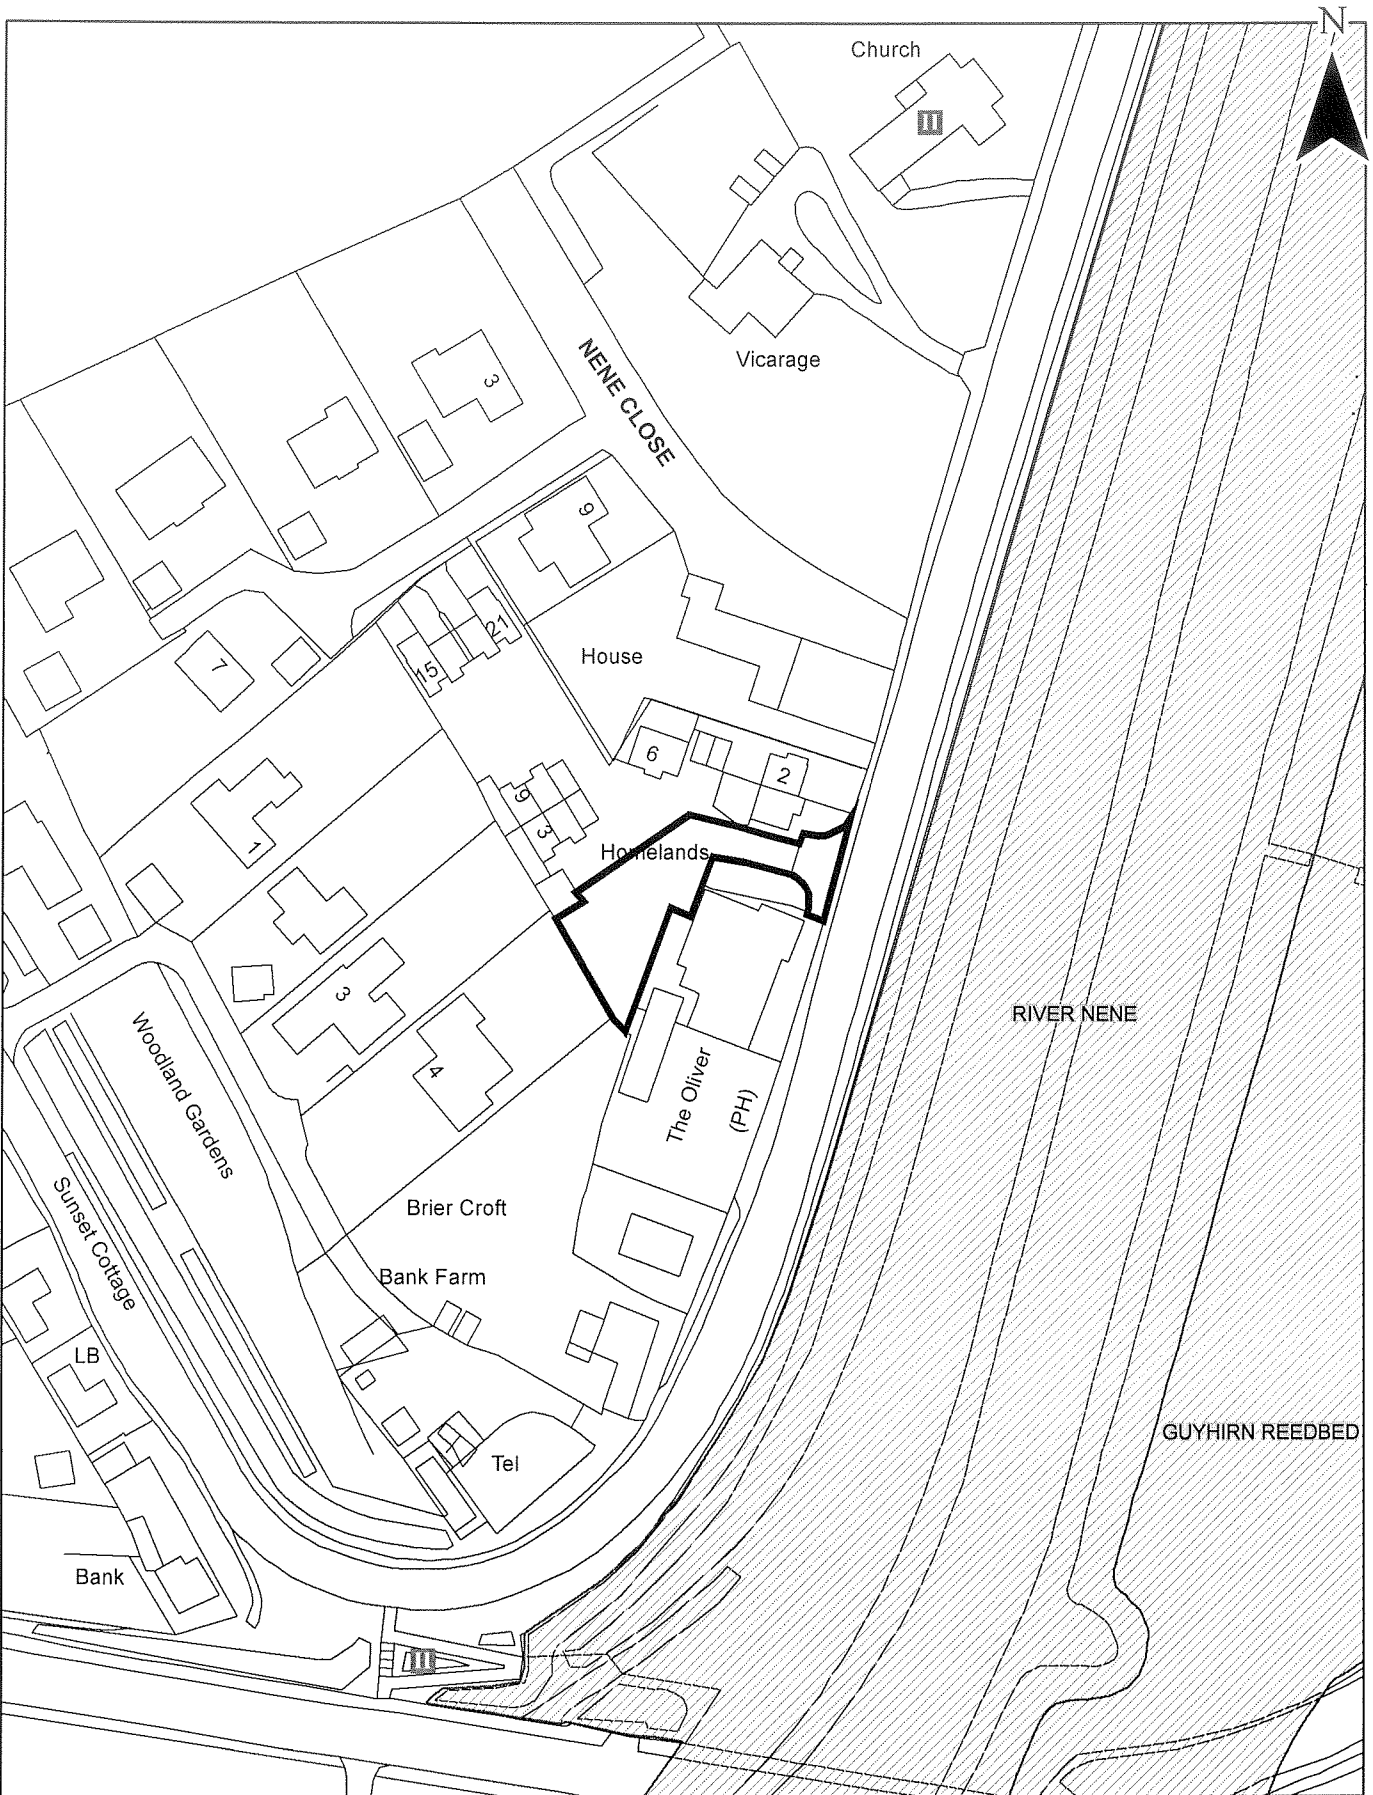 N
Church
II
Vicarage
NENE CLOSE
3
9
21
15
7
House
6
2
9
3
1
Homelands
3
4
RIVER NENE
Woodland Gardens
The Oliver
(PH)
Sunset Cottage
Brier Croft
Bank Farm
LB
GUYHIRN REEDBED
Tel
Bank
II